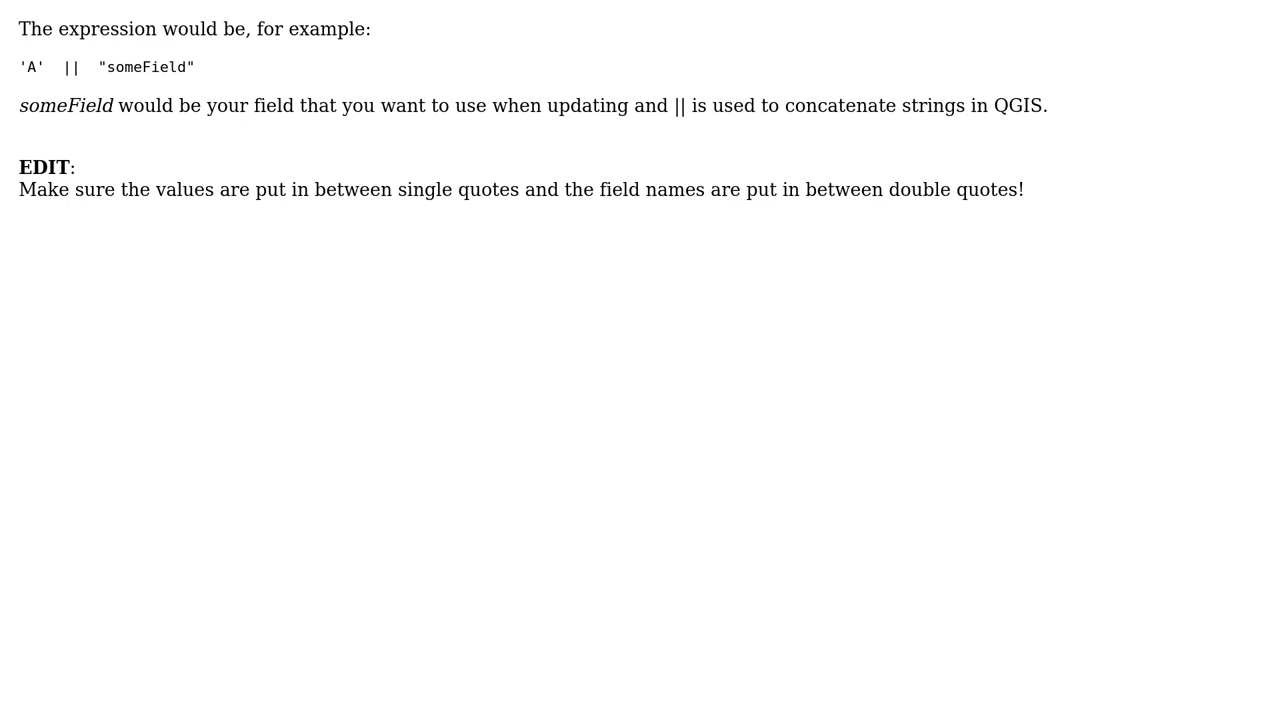 The expression would be, for example:
'A'  ||  "someField"
someField would be your field that you want to use when updating and || is used to concatenate strings in QGIS.
EDIT:
Make sure the values are put in between single quotes and the field names are put in between double quotes!